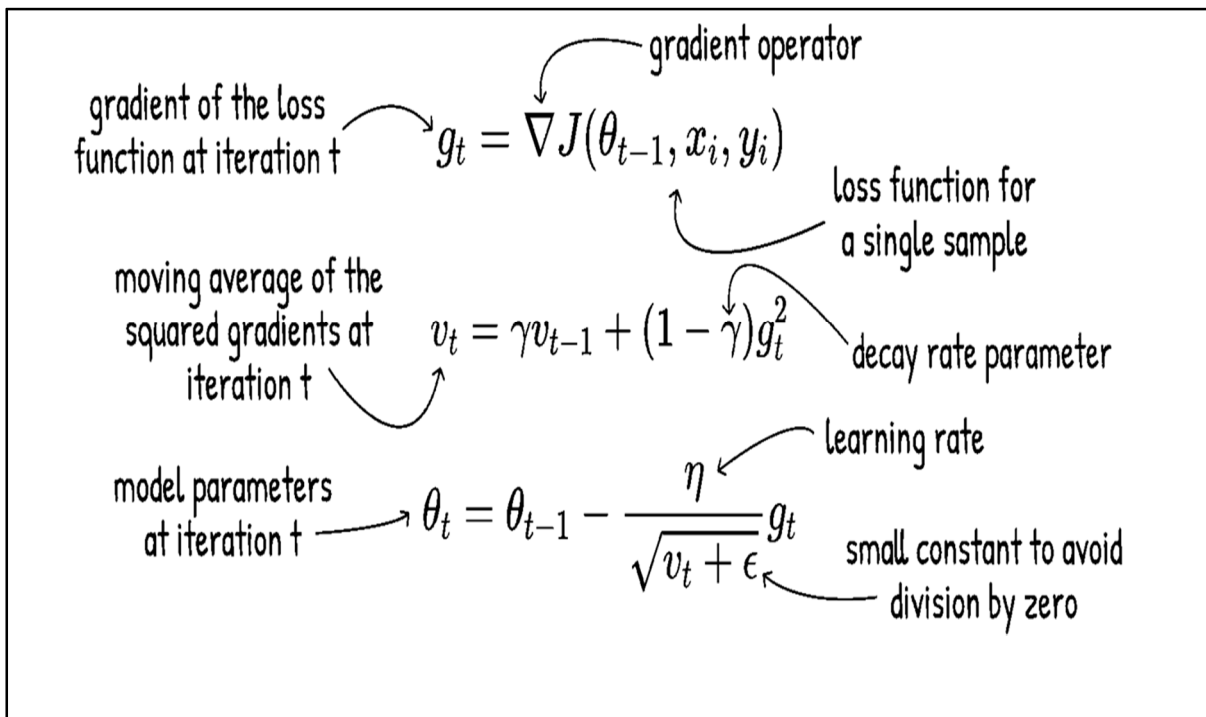 gradient operator
gradient of the loss
function at iteration t
g_t = ∇J(θ_{t−1}, x_i, y_i)
loss function for
a single sample
moving average of the
squared gradients at
iteration t
v_t = γv_{t−1} + (1 − γ)g_t^2
decay rate parameter
learning rate
model parameters
at iteration t
θ_t = θ_{t−1} − \frac{η}{\sqrt{v_t + ϵ}} g_t
small constant to avoid
division by zero